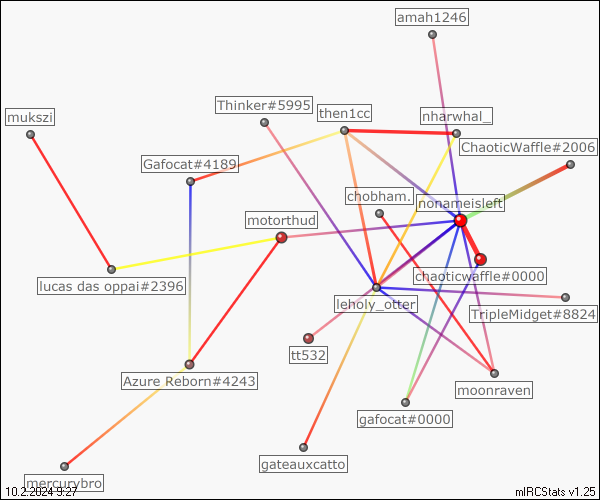 amah1246
Thinker#5995
then1cc
mukszi
nharwhal_
ChaoticWaffle#2006
Gafocat#4189
chobham.
nonameisleft
motorthud
chaoticwaffle#0000
lucas das oppai#2396
leholy_otter
TripleMidget#8824
tt532
Azure Reborn#4243
moonraven
gafocat#0000
gateauxcatto
mercurybro
10.2.2024 9:27
mIRCStats v1.25